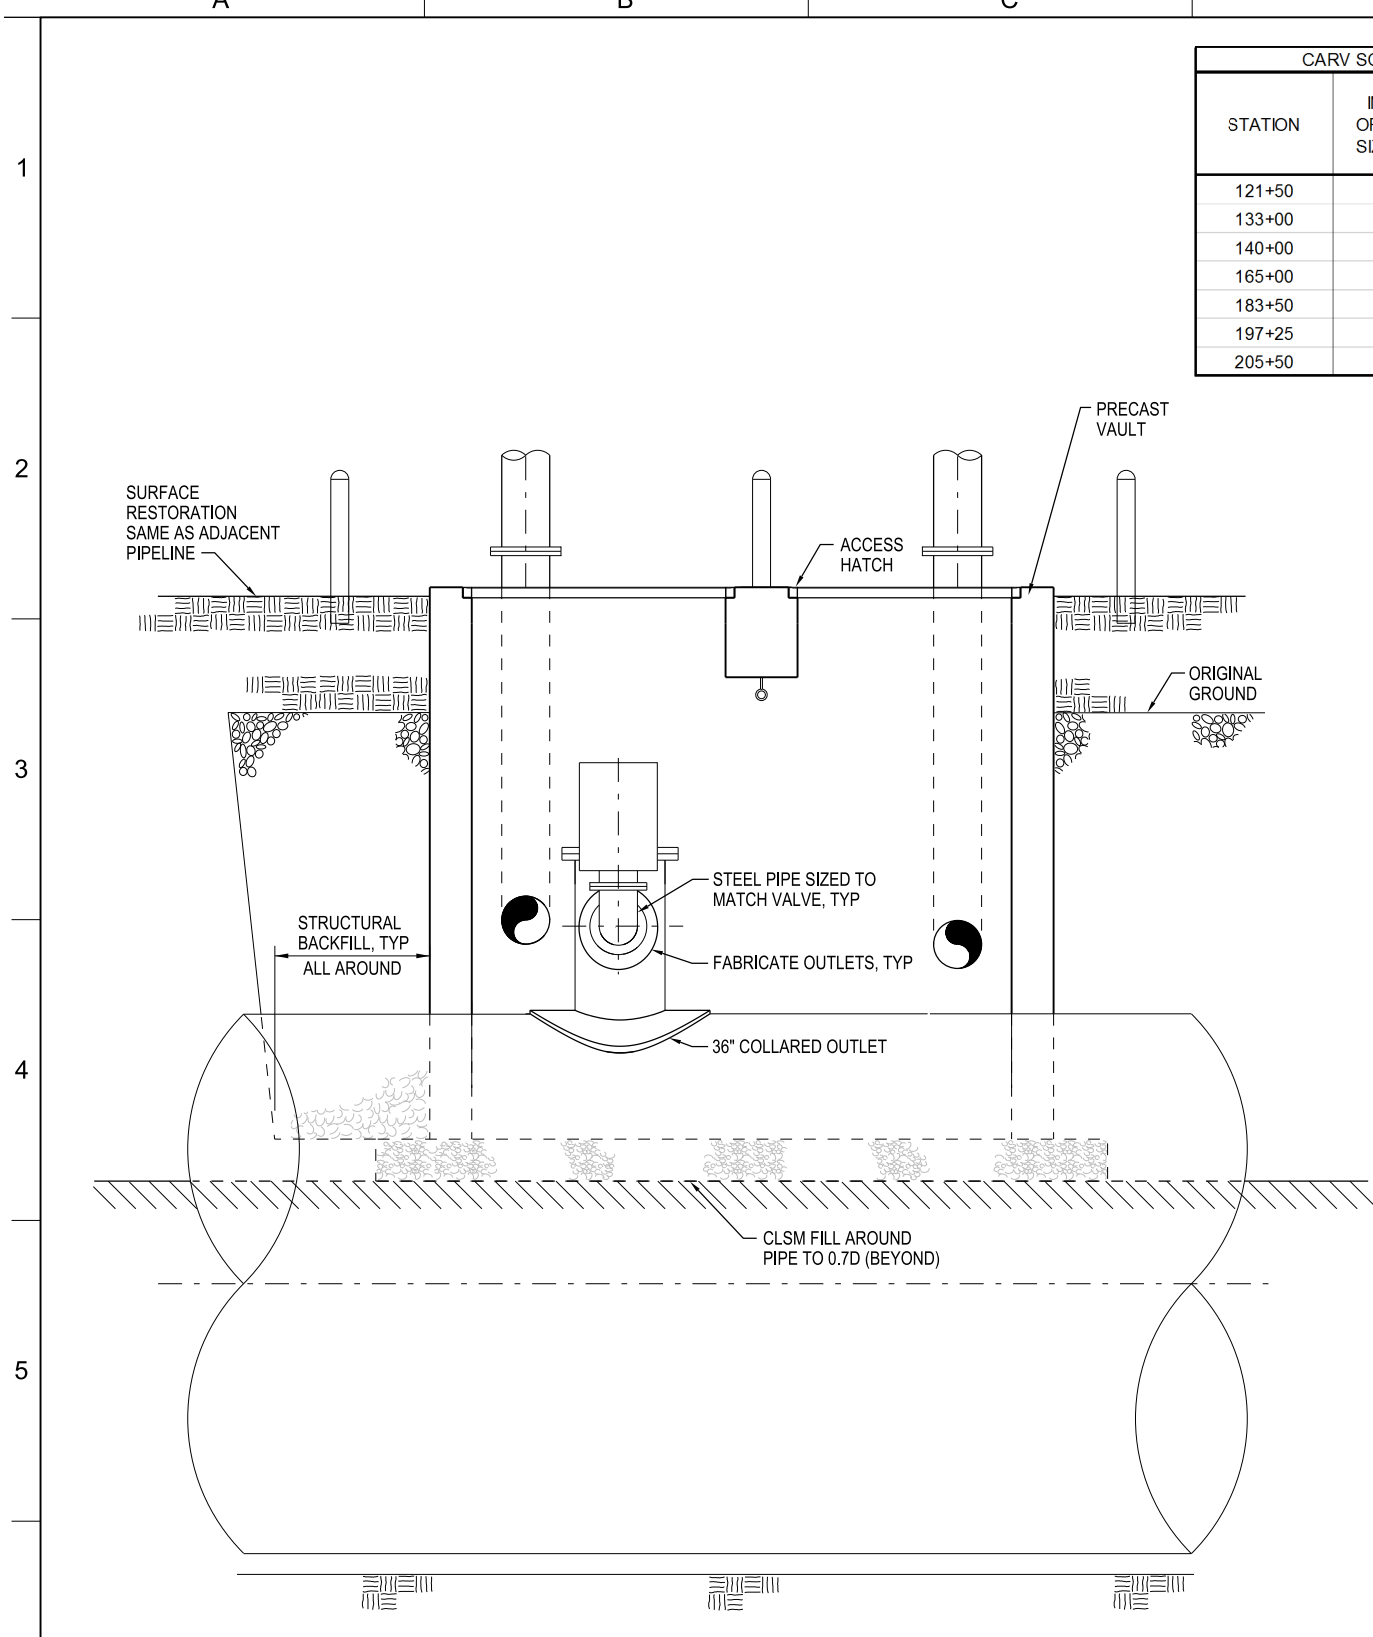 A B C
CARV SC
STATION
SI
121+50
133+00
140+00
165+00
183+50
197+25
205+50
1
2
3
4
5
PRECAST
VAULT
SURFACE
RESTORATION
SAME AS ADJACENT
PIPELINE
ACCESS
HATCH
ORIGINAL
GROUND
STEEL PIPE SIZED TO
MATCH VALVE, TYP
STRUCTURAL
BACKFILL, TYP
ALL AROUND
FABRICATE OUTLETS, TYP
36" COLLARED OUTLET
CLSM FILL AROUND
PIPE TO 0.7D (BEYOND)